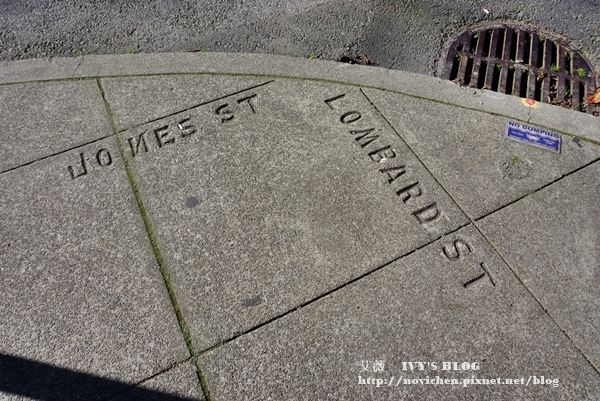 JONES ST
LOMBARD ST
NO DUMPING
艾薇 IVY'S BLOG
http://novichen.pixnet.net/blog